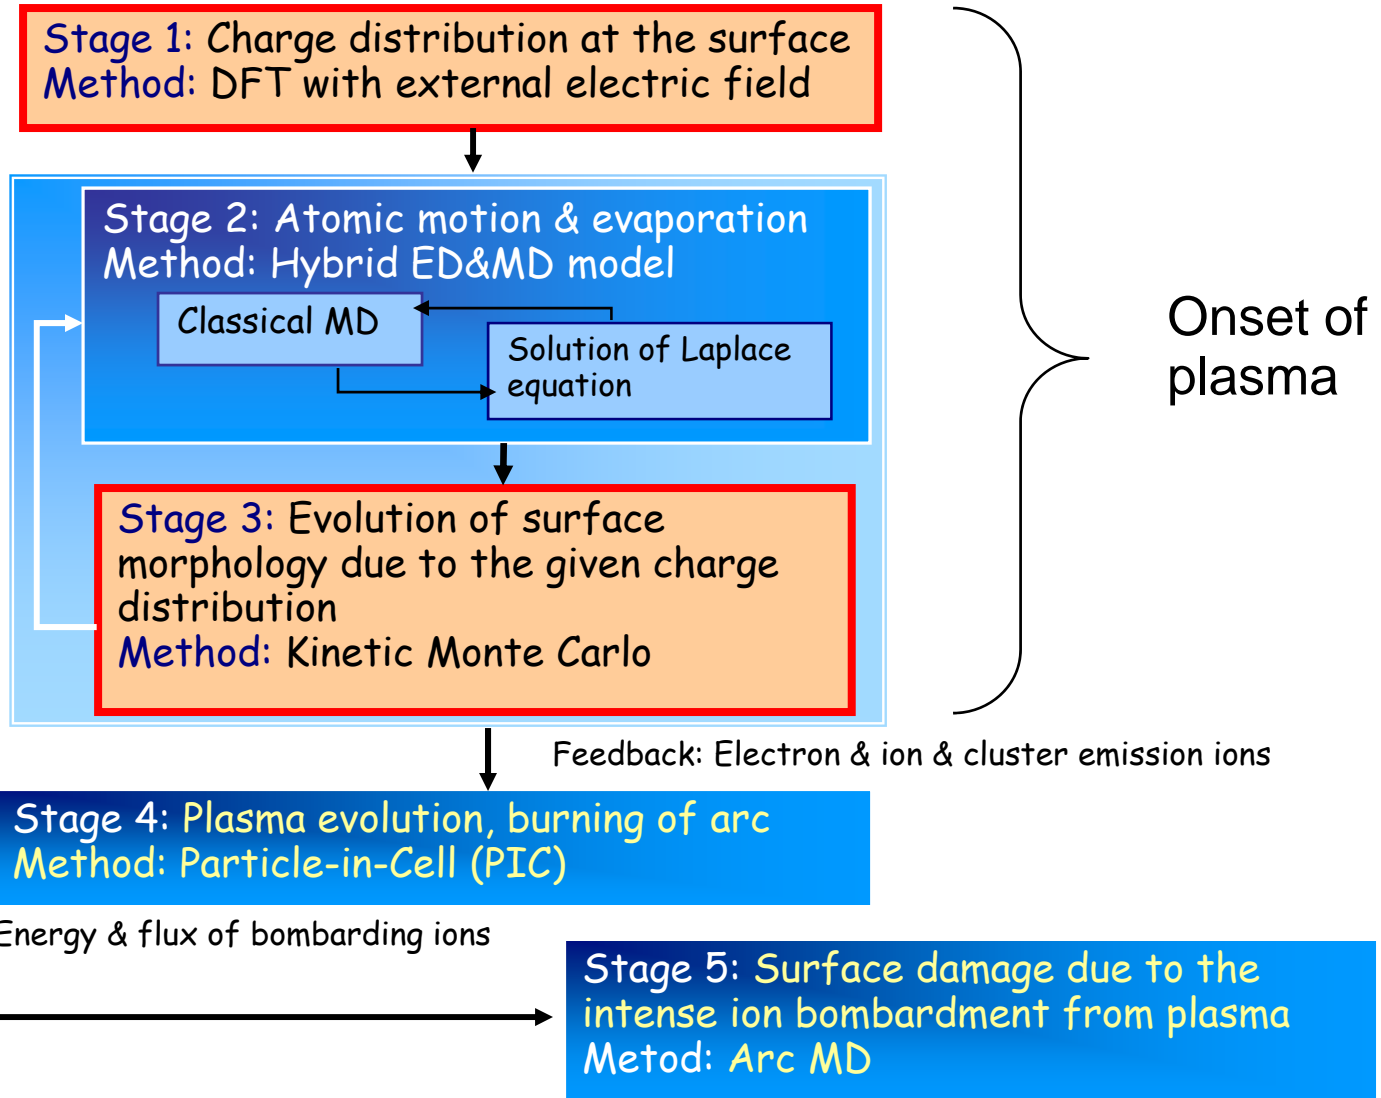 Stage 1: Charge distribution at the surface
Method: DFT with external electric field
Stage 2: Atomic motion & evaporation
Method: Hybrid ED&MD model
Classical MD
Solution of Laplace
equation
Onset of
plasma
Stage 3: Evolution of surface
morphology due to the given charge
distribution
Method: Kinetic Monte Carlo
Feedback: Electron & ion & cluster emission ions
Stage 4: Plasma evolution, burning of arc
Method: Particle-in-Cell (PIC)
Energy & flux of bombarding ions
Stage 5: Surface damage due to the
intense ion bombardment from plasma
Metod: Arc MD